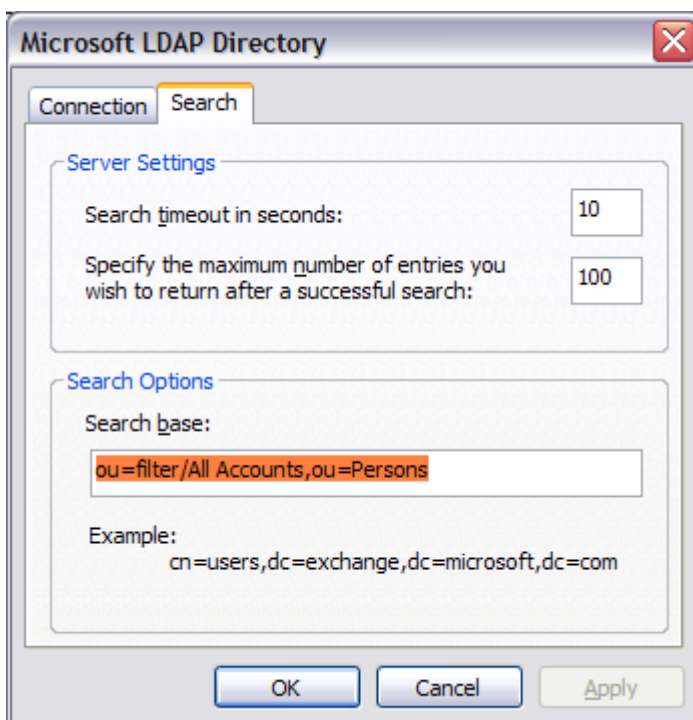 Microsoft LDAP Directory
Connection
Search
Server Settings
Search timeout in seconds:
10
Specify the maximum number of entries you
wish to return after a successful search:
100
Search Options
Search base:
ou=filter/All Accounts,ou=Persons
Example:
cn=users,dc=exchange,dc=microsoft,dc=com
OK
Cancel
Apply